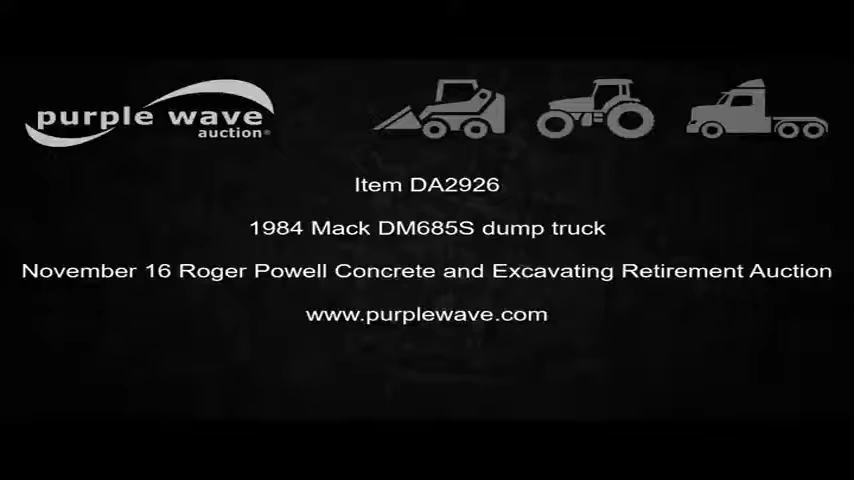 purple wave
auction®
Item DA2926
1984 Mack DM685S dump truck
November 16 Roger Powell Concrete and Excavating Retirement Auction
www.purplewave.com